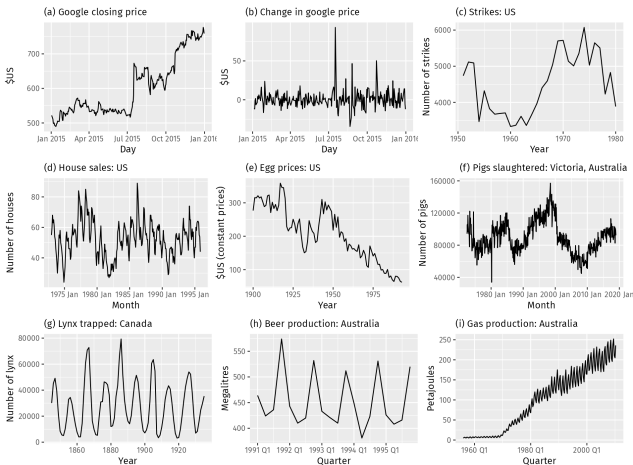 (a) Google closing price
$US
700
600
500
Jan 2015 Apr 2015 Jul 2015 Oct 2015 Jan 2016
Day
(b) Change in google price
$US
50
0
Jan 2015 Apr 2015 Jul 2015 Oct 2015 Jan 2016
Day
(c) Strikes: US
Number of strikes
6000
5000
4000
1950 1960 1970 1980
Year
(d) House sales: US
Number of houses
80
60
40
1975 Jan 1980 Jan 1985 Jan 1990 Jan 1995 Jan
Month
(e) Egg prices: US
$US (constant prices)
300
200
100
1900 1925 1950 1975
Year
(f) Pigs slaughtered: Victoria, Australia
Number of pigs
160000
120000
80000
40000
1980 Jan 1990 Jan 2000 Jan 2010 Jan 2020 Jan
Month
(g) Lynx trapped: Canada
Number of lynx
80000
60000
40000
20000
0
1860 1880 1900 1920
Year
(h) Beer production: Australia
Megalitres
550
500
450
400
1991 Q1 1992 Q1 1993 Q1 1994 Q1 1995 Q1
Quarter
(i) Gas production: Australia
Petajoules
250
200
150
100
50
0
1960 Q1 1980 Q1 2000 Q1
Quarter